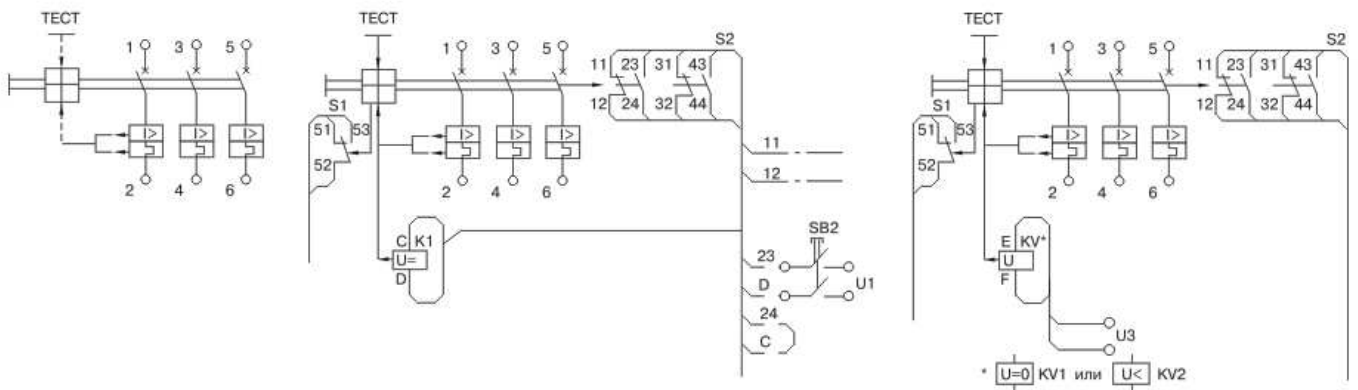 ТЕСТ
1 3 5
I> I> I>
2 4 6
ТЕСТ
1 3 5
S2
11 23 31 43
12 24 32 44
S1
51 53
52
I> I> I>
2 4 6
11
12
C K1
U=
D
SB2
23
D U1
24
C
ТЕСТ
1 3 5
S2
11 23 31 43
12 24 32 44
S1
51 53
52
I> I> I>
2 4 6
E KV*
U
F
U3
* U=0 KV1 или U< KV2